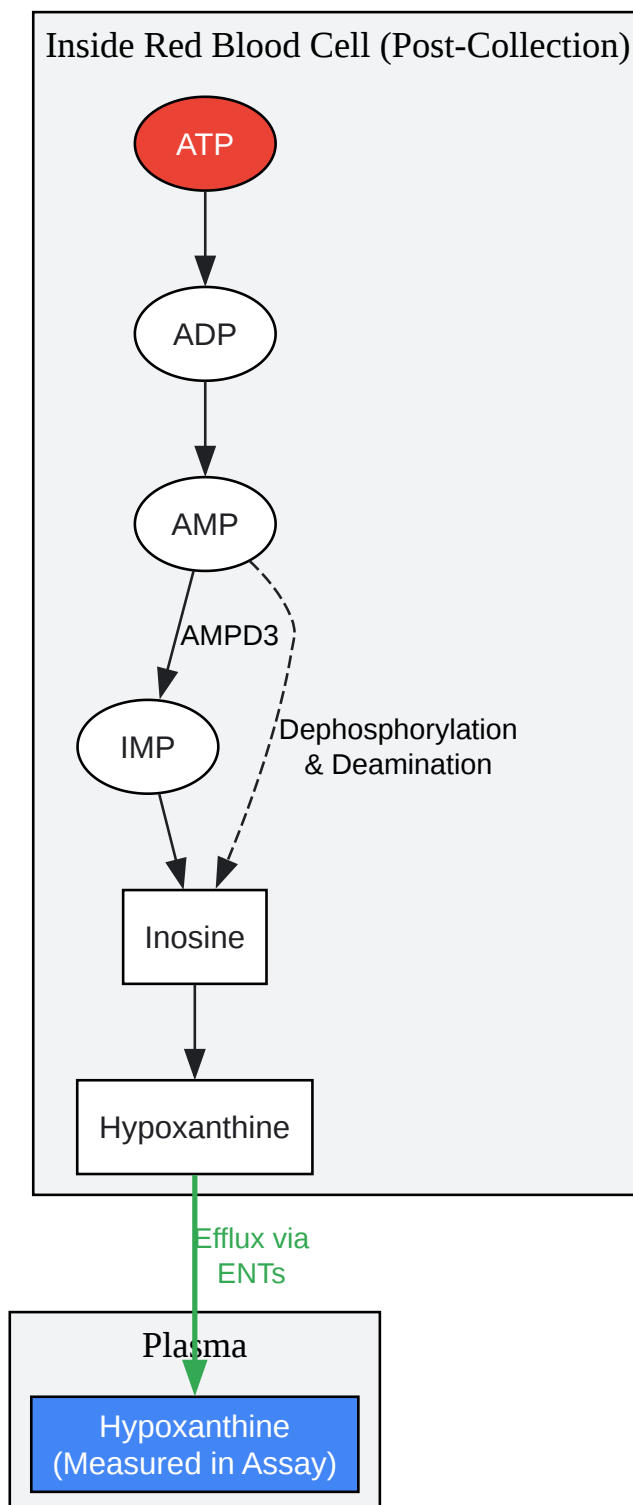 Inside Red Blood Cell (Post-Collection)
ATP
ADP
AMP
AMPD3
Dephosphorylation
& Deamination
IMP
Inosine
Hypoxanthine
Efflux via
ENTs
Plasma
Hypoxanthine
(Measured in Assay)